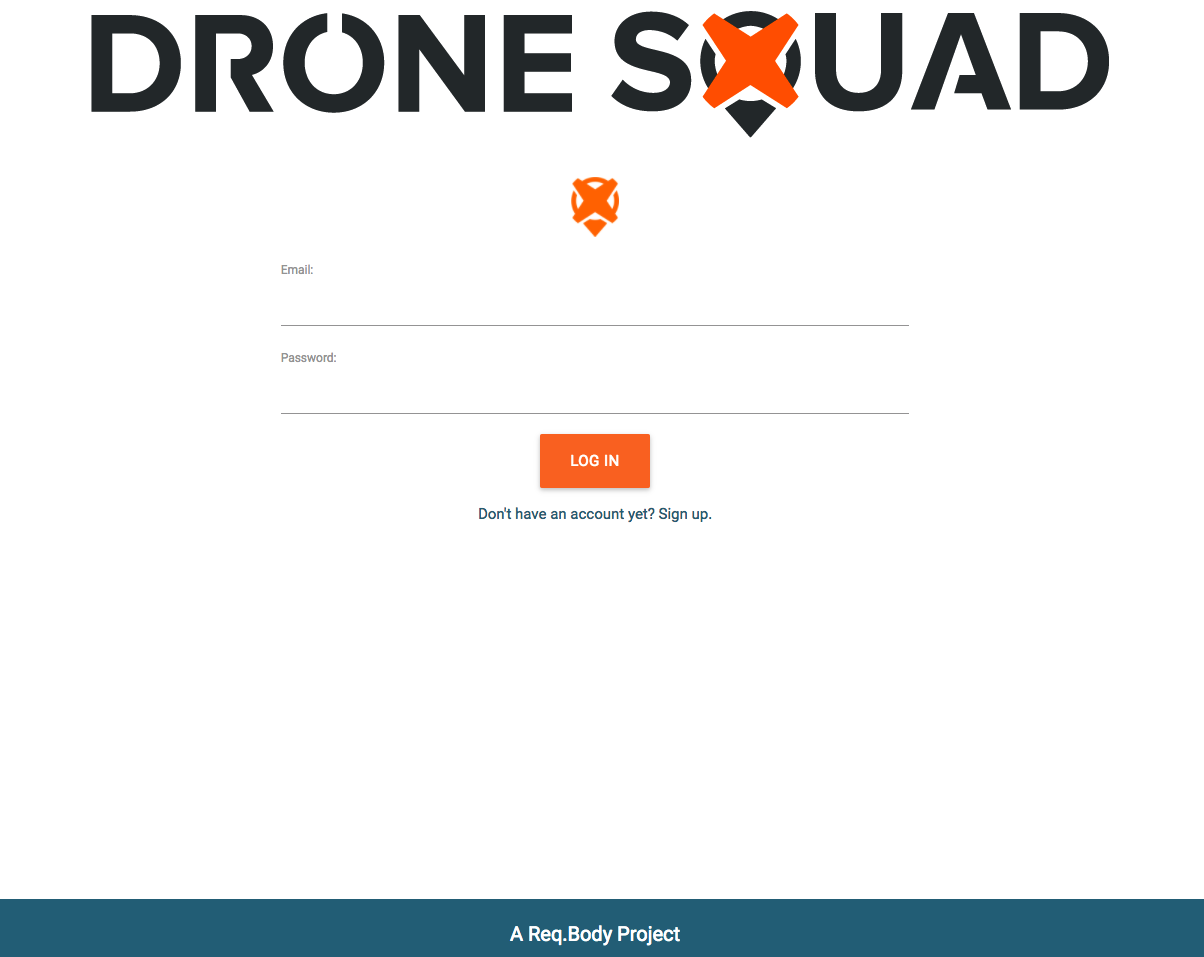 DRONE SQUAD
Email:
Password:
LOG IN
Don't have an account yet? Sign up.
A Req.Body Project